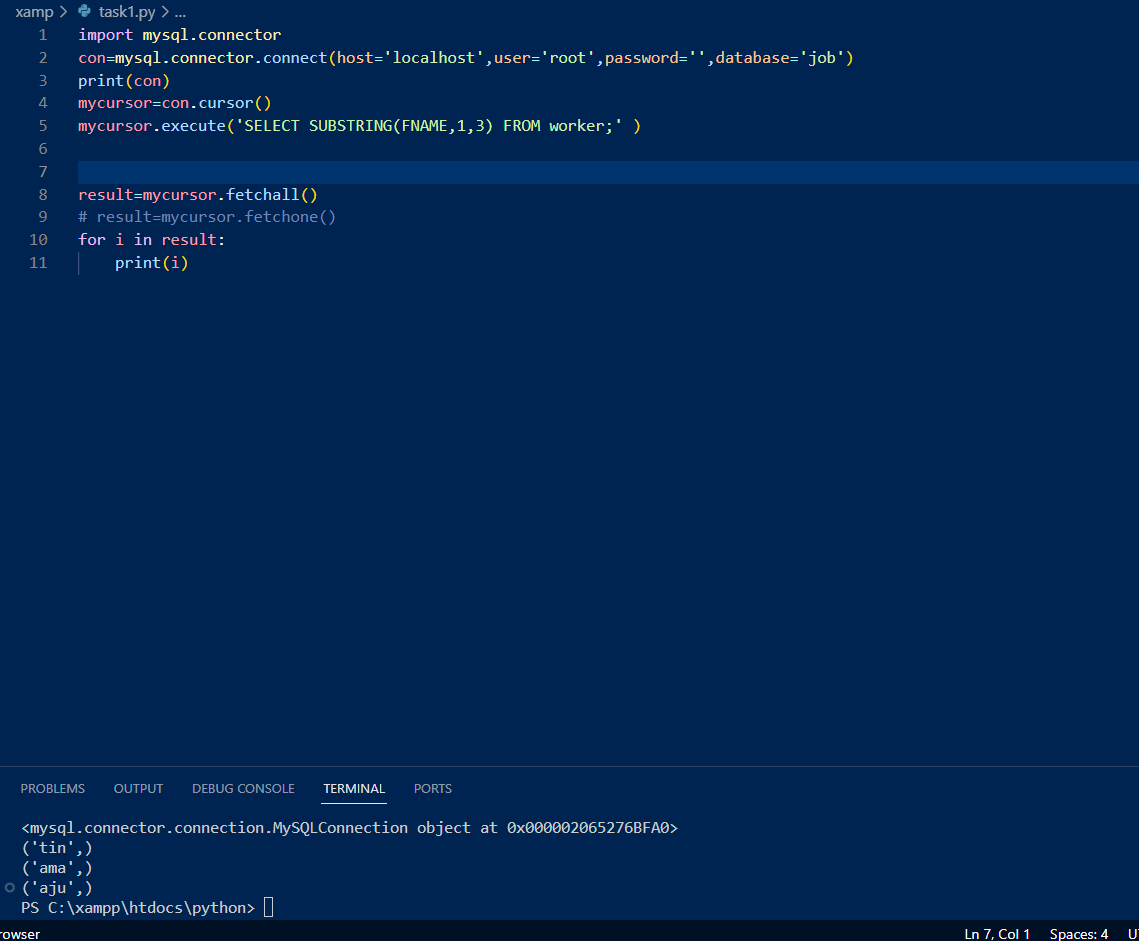 xamp > task1.py > ...
1 import mysql.connector
2 con=mysql.connector.connect(host='localhost',user='root',password='',database='job')
3 print(con)
4 mycursor=con.cursor()
5 mycursor.execute('SELECT SUBSTRING(FNAME,1,3) FROM worker;' )
6
7
8 result=mycursor.fetchall()
9 # result=mycursor.fetchone()
10 for i in result:
11     print(i)
PROBLEMS OUTPUT DEBUG CONSOLE TERMINAL PORTS
<mysql.connector.connection.MySQLConnection object at 0x000002065276BFA0>
('tin',)
('ama',)
('aju',)
PS C:\xampp\htdocs\python>
rowser Ln 7, Col 1 Spaces: 4 U